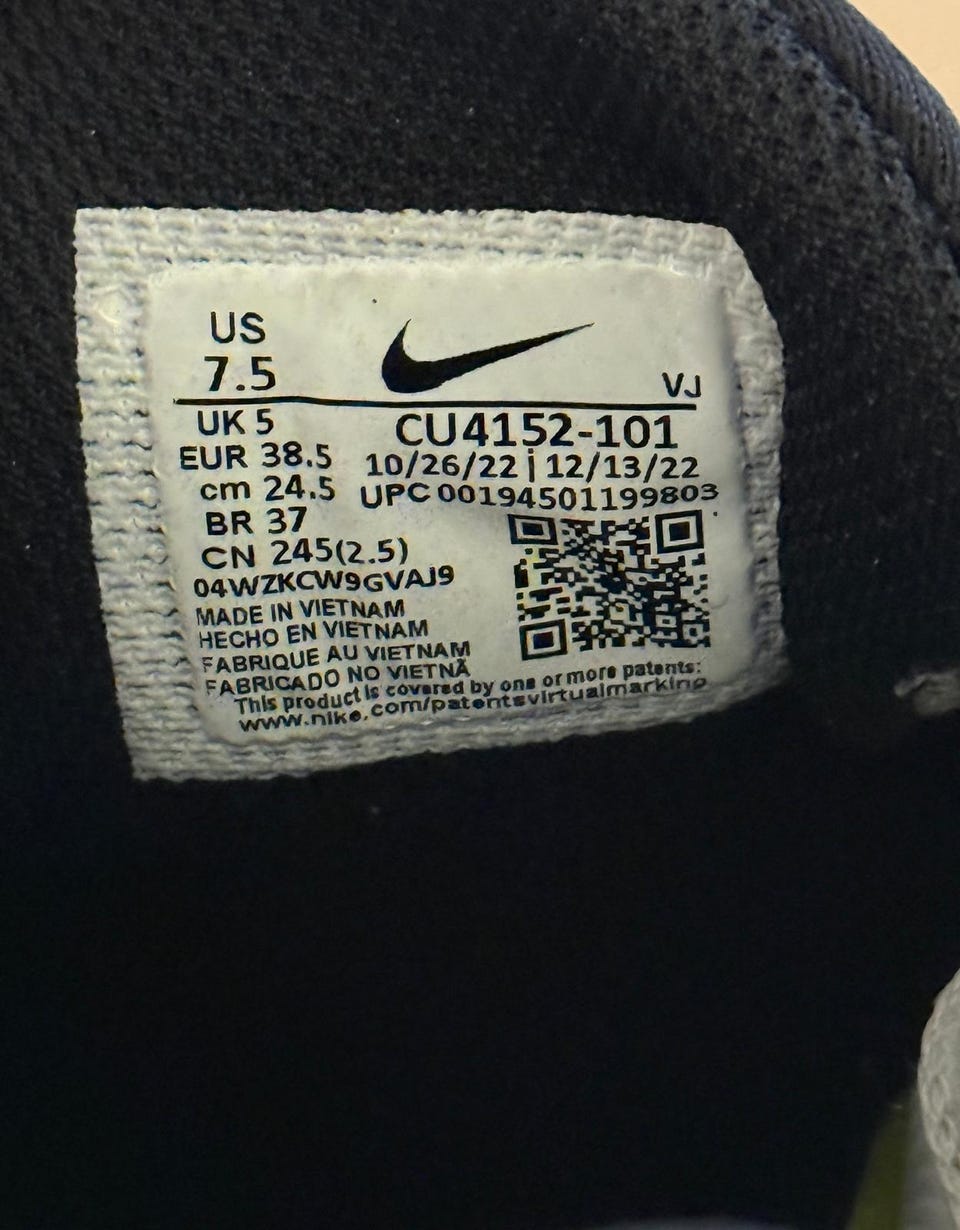 US
7.5
VJ
UK 5
CU4152-101
EUR 38.5
10/26/22 | 12/13/22
cm 24.5
UPC 00194501199803
BR 37
CN 245(2.5)
04WZKCW9GVAJ9
MADE IN VIETNAM
HECHO EN VIETNAM
FABRIQUE AU VIETNAM
FABRICADO NO VIETNÃ
This product is covered by one or more patents:
www.nike.com/patentsvirtualmarking